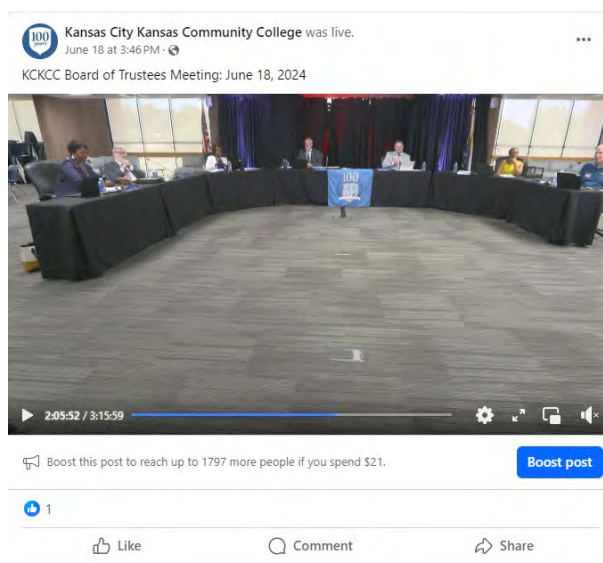 100
years
Kansas City Kansas Community College was live.
June 18 at 3:46 PM ·
KCKCC Board of Trustees Meeting: June 18, 2024
100
2:05:52 / 3:15:59
Boost this post to reach up to 1797 more people if you spend $21.
Boost post
1
Like
Comment
Share